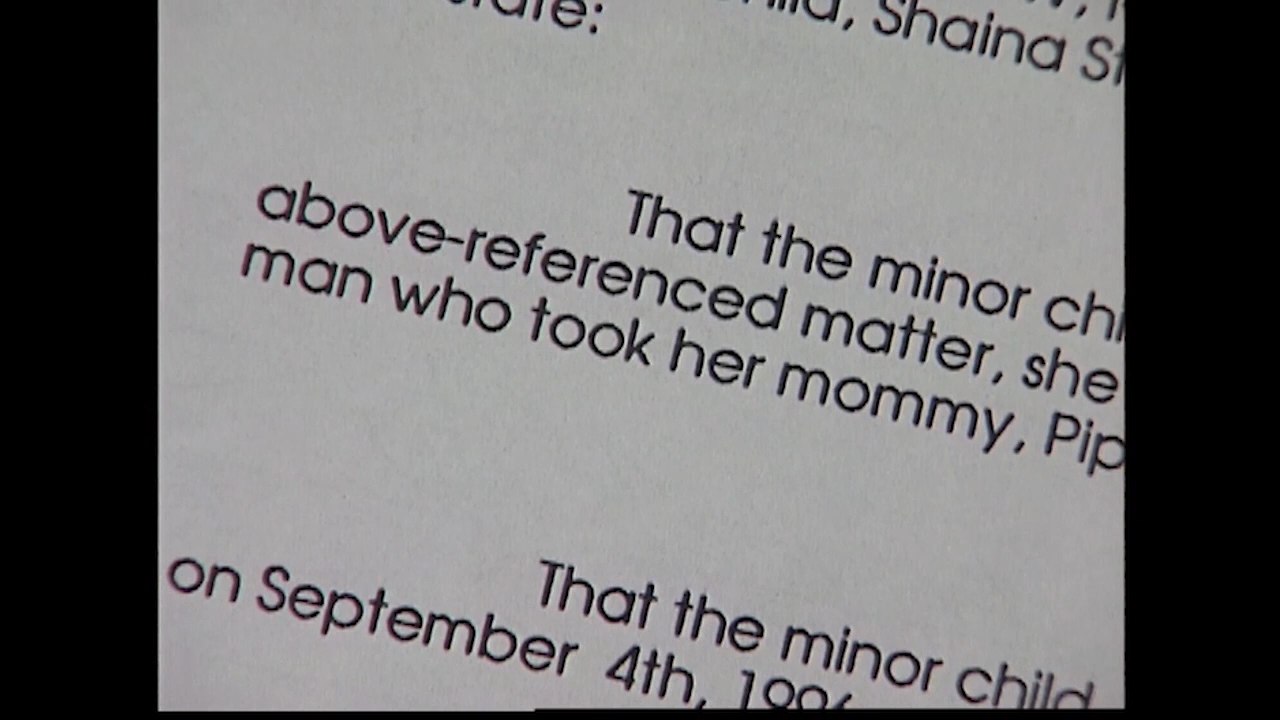 Shaina
That the minor
above-referenced matter, she
man who took her mommy,
That the minor child
on September 4th,